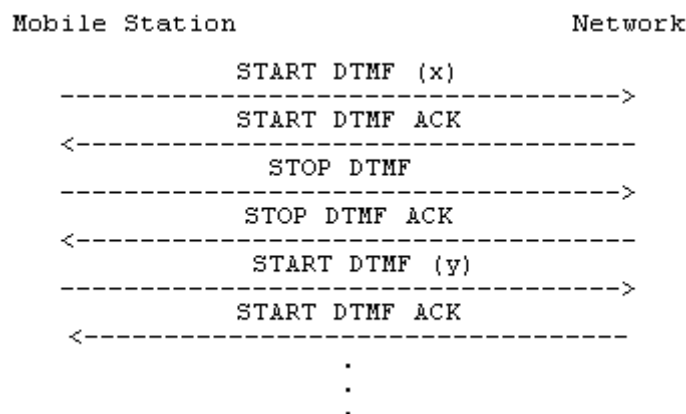 Mobile Station Network
START DTMF (x)
----------------------------------->
START DTMF ACK
<-----------------------------------
STOP DTMF
----------------------------------->
STOP DTMF ACK
<-----------------------------------
START DTMF (y)
----------------------------------->
START DTMF ACK
<----------------------------------
.
.
.